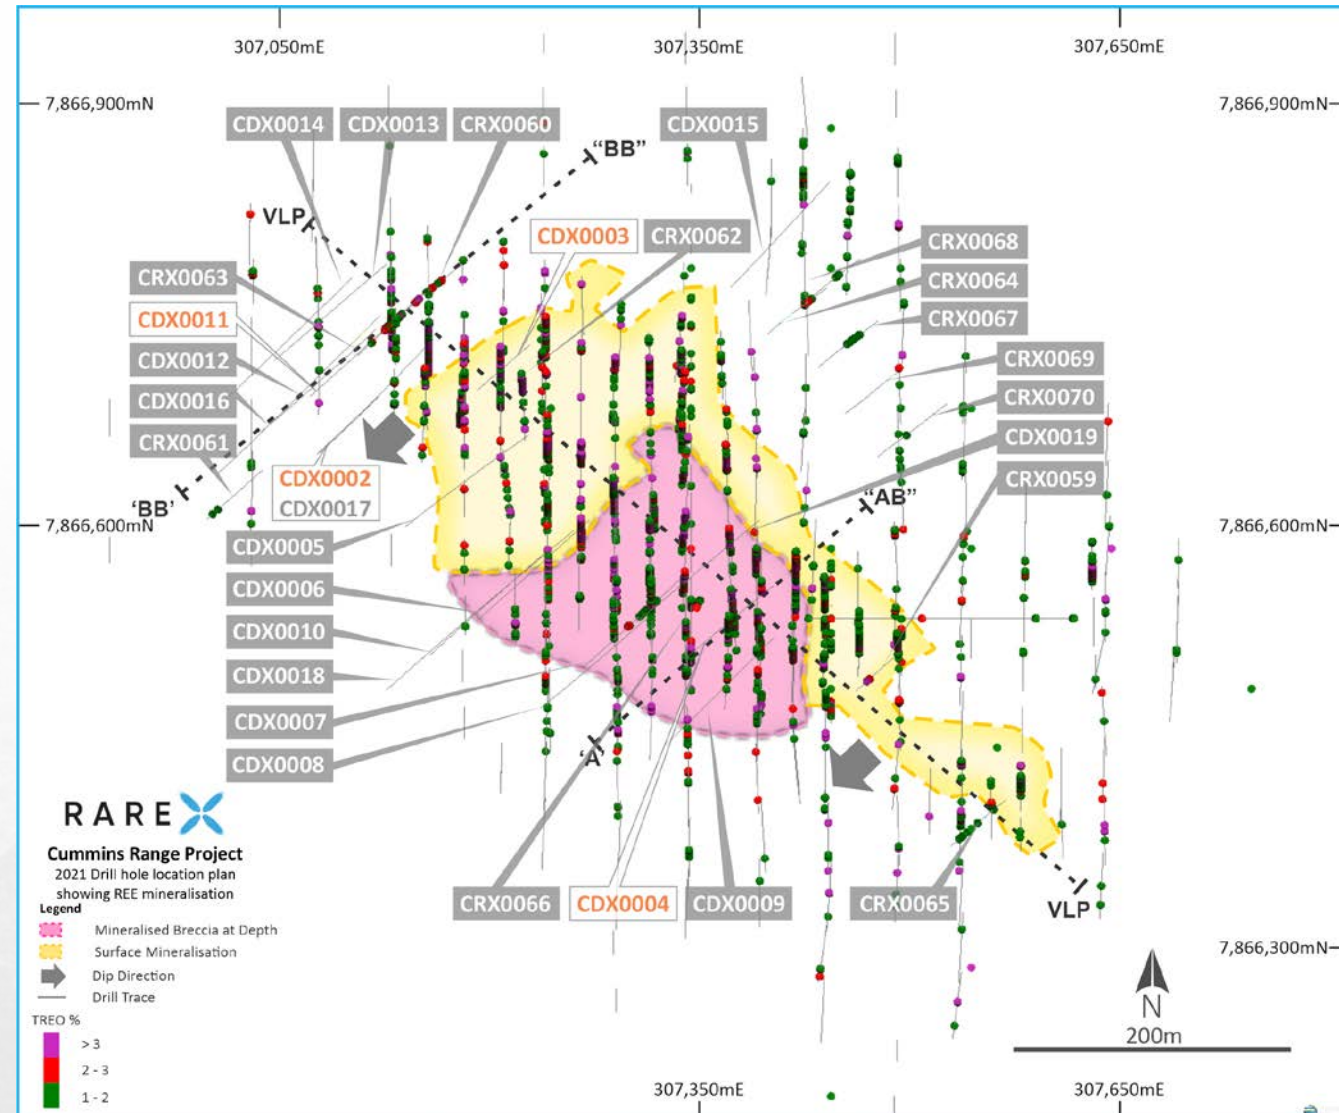 307,050mE
307,350mE
307,650mE
7,866,900mN
7,866,900mN
CDX0014
CDX0013
CRX0060
CDX0015
"BB"
VLP
CDX0003
CRX0062
CRX0068
CRX0063
CRX0064
CDX0011
CRX0067
CDX0012
CRX0069
CDX0016
CRX0070
CRX0061
CDX0019
CDX0002
CDX0017
CRX0059
'BB'
"AB"
7,866,600mN
7,866,600mN
CDX0005
CDX0006
CDX0010
CDX0018
CDX0007
CDX0008
'A'
RAREX
Cummins Range Project
2021 Drill hole location plan
showing REE mineralisation
Legend
Mineralised Breccia at Depth
Surface Mineralisation
Dip Direction
Drill Trace
TREO %
> 3
2 - 3
1 - 2
CRX0066
CDX0004
CDX0009
CRX0065
VLP
7,866,300mN
N
200m
307,350mE
307,650mE